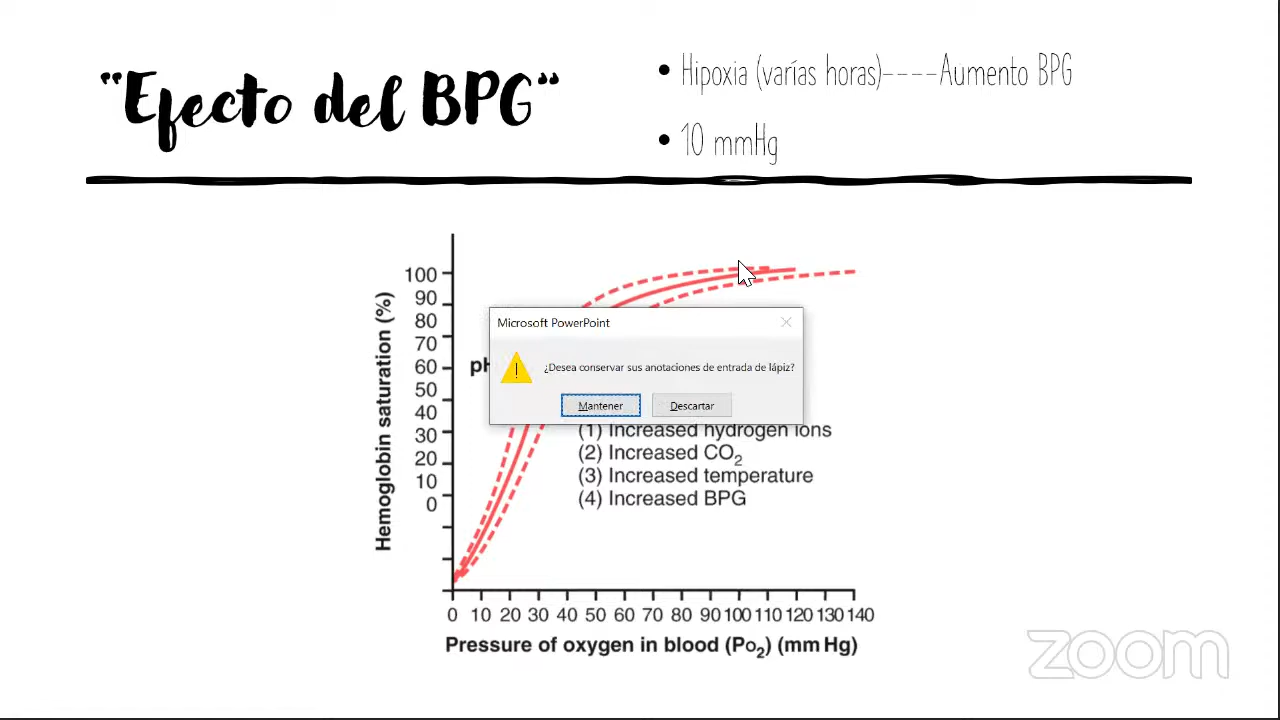 "Efecto del BPG"
• Hipoxia (varías horas)----Aumento BPG
• 10 mmHg
Hemoglobin saturation (%)
100
90
80
70
60
50
40
30
20
10
0
pH
Microsoft PowerPoint
¿Desea conservar sus anotaciones de entrada de lápiz?
Mantener
Descartar
(1) Increased hydrogen ions
(2) Increased CO2
(3) Increased temperature
(4) Increased BPG
0 10 20 30 40 50 60 70 80 90 100 110 120 130 140
Pressure of oxygen in blood (Po2) (mm Hg)
zoom